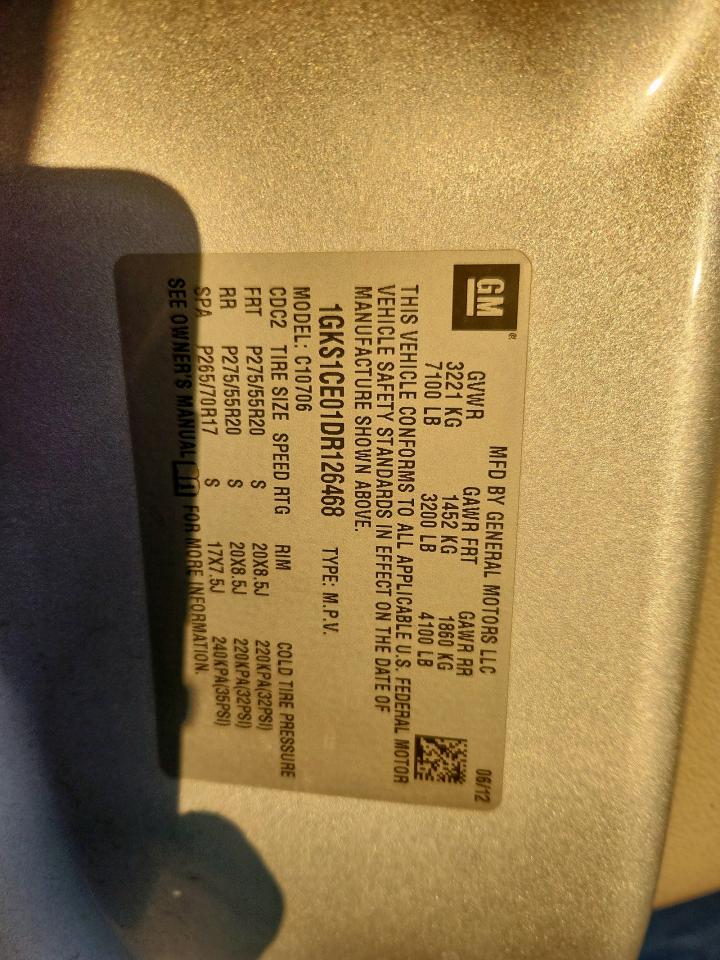 GM®
MFD BY GENERAL MOTORS LLC 06/12
GVWR GAWR FRT GAWR RR
3221 KG 1452 KG 1860 KG
7100 LB 3200 LB 4100 LB
THIS VEHICLE CONFORMS TO ALL APPLICABLE U.S. FEDERAL MOTOR
VEHICLE SAFETY STANDARDS IN EFFECT ON THE DATE OF
MANUFACTURE SHOWN ABOVE.
1GKS1CE01DR126468 TYPE: M.P.V.
MODEL: C10706
CDC2 TIRE SIZE SPEED RTG RIM COLD TIRE PRESSURE
FRT P275/55R20 S 20X8.5J 220KPA(32PSI)
RR P275/55R20 S 20X8.5J 220KPA(32PSI)
SPA P265/70R17 S 17X7.5J 240KPA(35PSI)
SEE OWNER'S MANUAL FOR MORE INFORMATION.